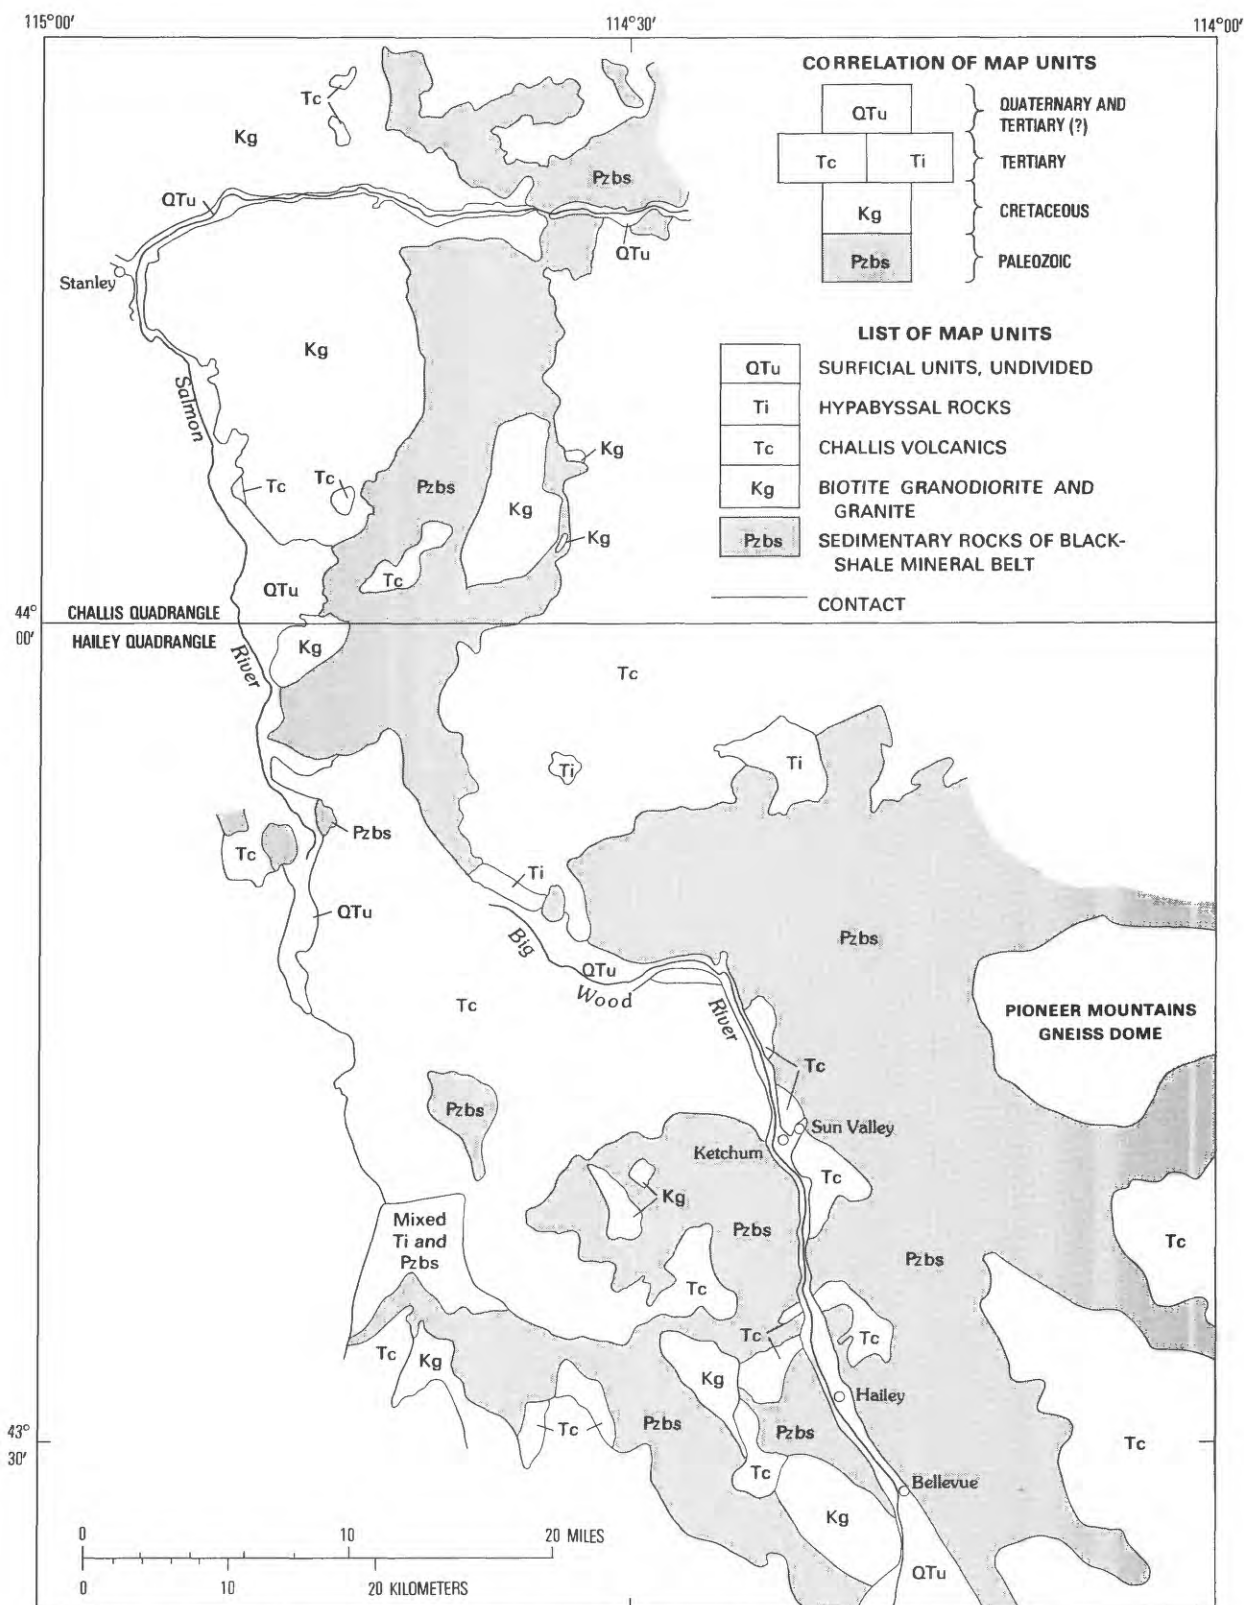 115°00′
114°30′
114°00′
CORRELATION OF MAP UNITS
QTu
QUATERNARY AND
TERTIARY (?)
Tc
Ti
TERTIARY
Kg
CRETACEOUS
Pzbs
PALEOZOIC
LIST OF MAP UNITS
QTu
SURFICIAL UNITS, UNDIVIDED
Ti
HYPABYSSAL ROCKS
Tc
CHALLIS VOLCANICS
Kg
BIOTITE GRANODIORITE AND
GRANITE
Pzbs
SEDIMENTARY ROCKS OF BLACK-
SHALE MINERAL BELT
CONTACT
Tc
Kg
Pzbs
QTu
QTu
Stanley
Kg
Salmon
Kg
Tc
Tc
Pzbs
Kg
Kg
Tc
QTu
44°
00′
CHALLIS QUADRANGLE
HAILEY QUADRANGLE
Kg
River
Tc
Ti
Ti
Pzbs
Tc
Ti
QTu
Pzbs
Big
QTu
Wood
River
Tc
PIONEER MOUNTAINS
GNEISS DOME
Tc
Pzbs
Sun Valley
Ketchum
Tc
Kg
Mixed
Ti and
Pzbs
Pzbs
Pzbs
Tc
Tc
Tc
Tc
Tc
Kg
Kg
Hailey
Tc
Pzbs
Pzbs
Tc
43°
30′
Tc
Bellevue
Kg
QTu
0
10
20 MILES
0
10
20 KILOMETERS